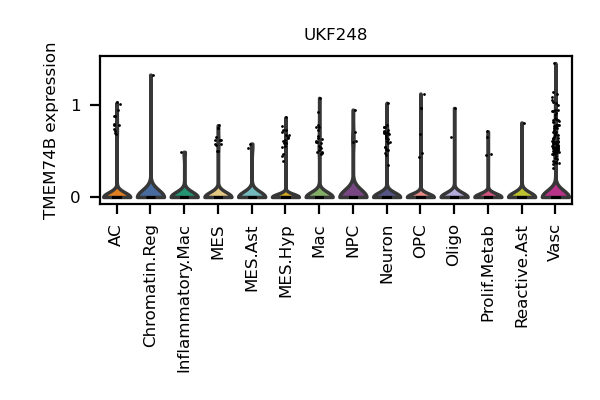 UKF248
TMEM74B expression
1
0
AC
Chromatin.Reg
Inflammatory.Mac
MES
MES.Ast
MES.Hyp
Mac
NPC
Neuron
OPC
Oligo
Prolif.Metab
Reactive.Ast
Vasc